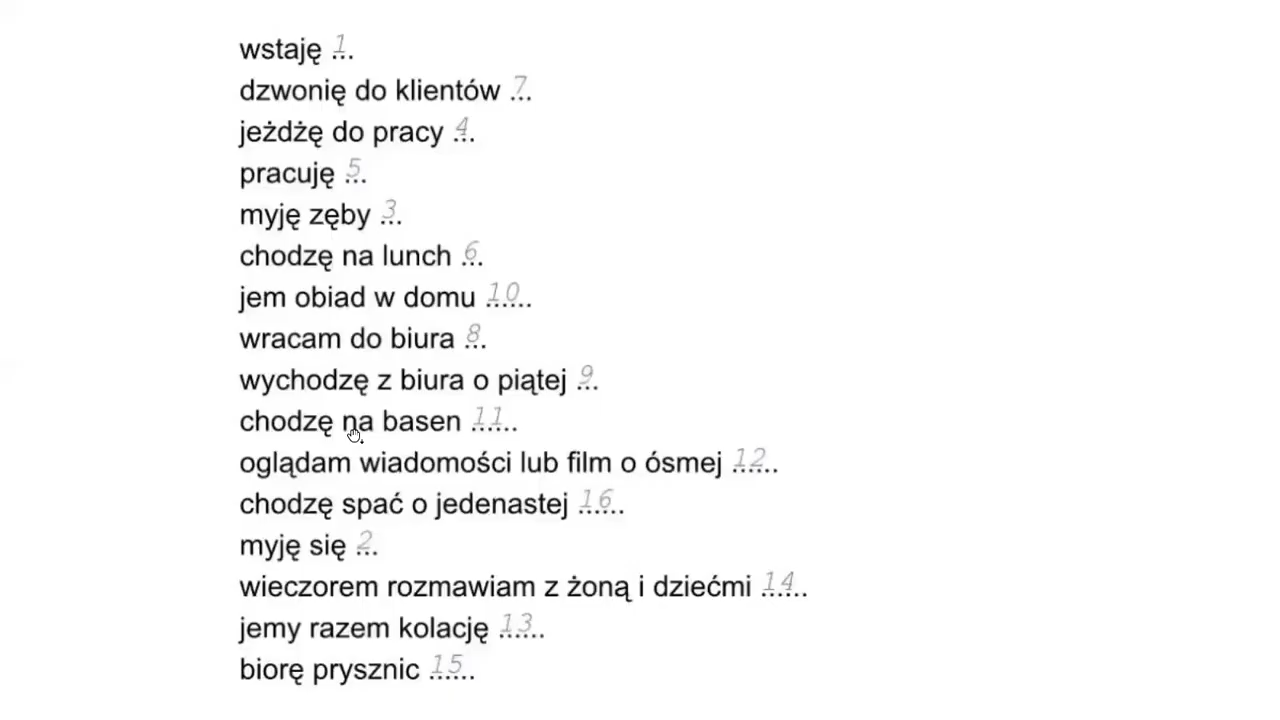 wstaję 1...
dzwonię do klientów 7...
jeżdżę do pracy 4...
pracuję 5...
myję zęby 3...
chodzę na lunch 6...
jem obiad w domu 10......
wracam do biura 8...
wychodzę z biura o piątej 9...
chodzę na basen 11......
oglądam wiadomości lub film o ósmej 12......
chodzę spać o jedenastej 16......
myję się 2...
wieczorem rozmawiam z żoną i dziećmi 14......
jemy razem kolację 13......
biorę prysznic 15......